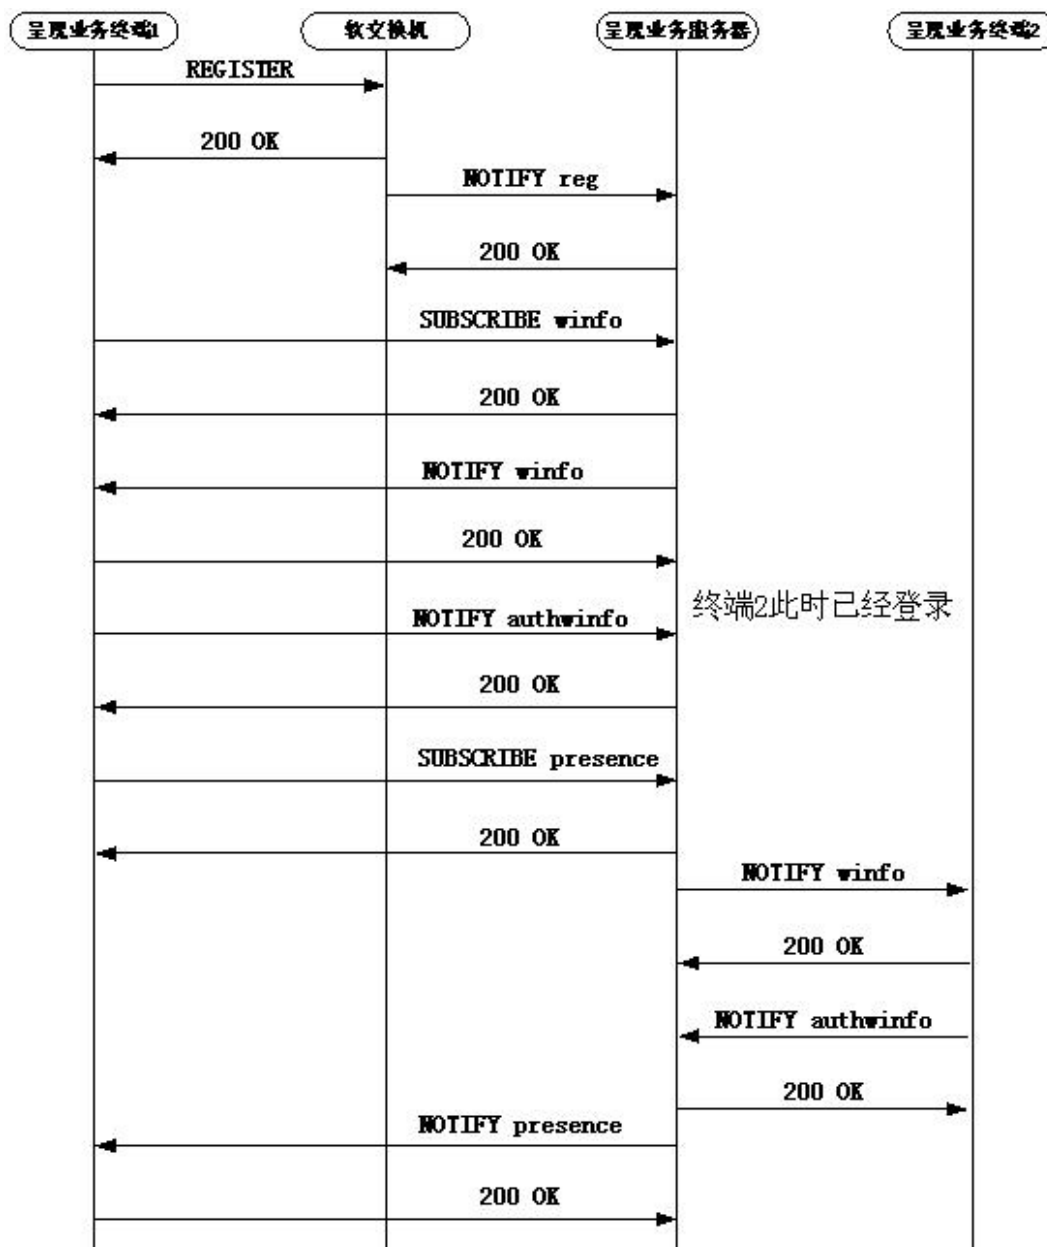 呈现业务终端1
软交换机
呈现业务服务器
呈现业务终端2
REGISTER
200 OK
NOTIFY reg
200 OK
SUBSCRIBE winfo
200 OK
NOTIFY winfo
200 OK
终端2此时已经登录
NOTIFY authwinfo
200 OK
SUBSCRIBE presence
200 OK
NOTIFY winfo
200 OK
NOTIFY authwinfo
200 OK
NOTIFY presence
200 OK